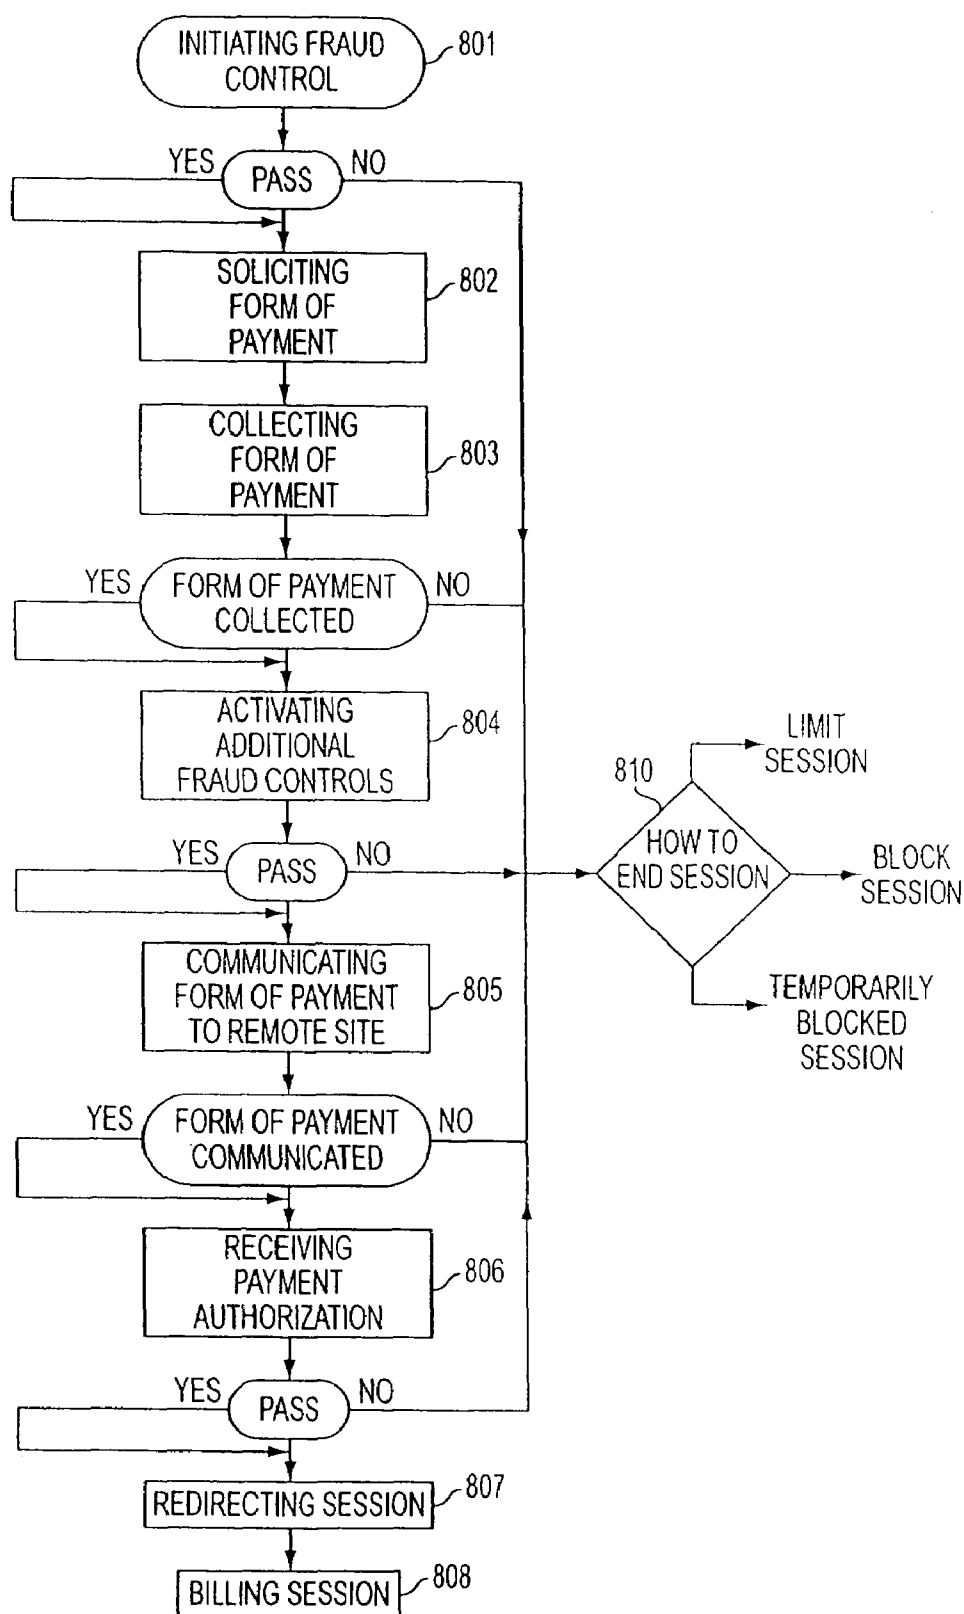 INITIATING FRAUD
CONTROL
801
YES
PASS
NO
SOLICITING
FORM OF
PAYMENT
802
COLLECTING
FORM OF
PAYMENT
803
YES
FORM OF PAYMENT
COLLECTED
NO
ACTIVATING
ADDITIONAL
FRAUD CONTROLS
804
YES
PASS
NO
810
HOW TO
END SESSION
LIMIT
SESSION
BLOCK
SESSION
TEMPORARILY
BLOCKED
SESSION
COMMUNICATING
FORM OF PAYMENT
TO REMOTE SITE
805
YES
FORM OF PAYMENT
COMMUNICATED
NO
RECEIVING
PAYMENT
AUTHORIZATION
806
YES
PASS
NO
REDIRECTING SESSION
807
BILLING SESSION
808